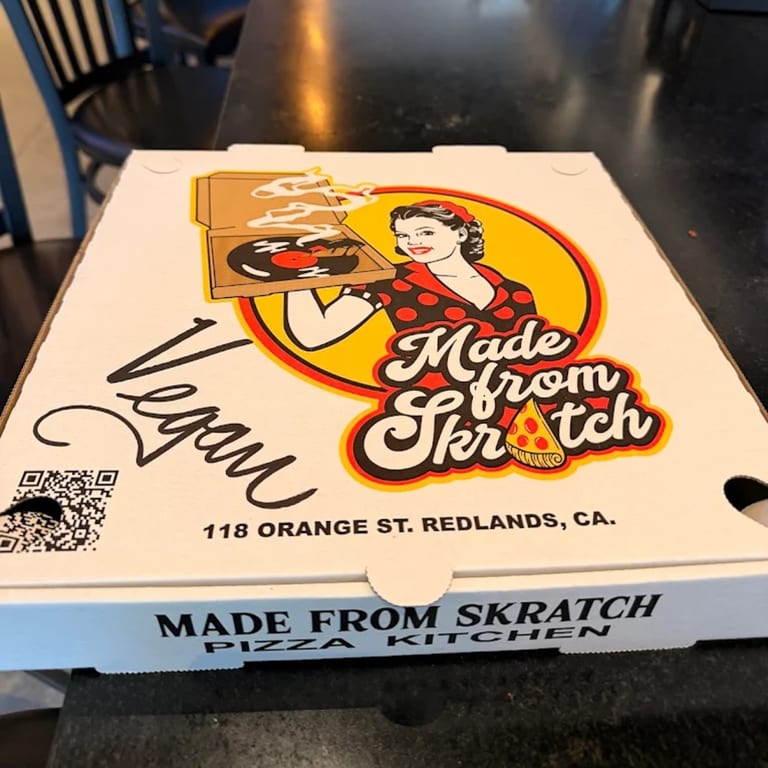 Made
from
Skratch
Vegan
118 ORANGE ST. REDLANDS, CA.
MADE FROM SKRATCH
PIZZA KITCHEN